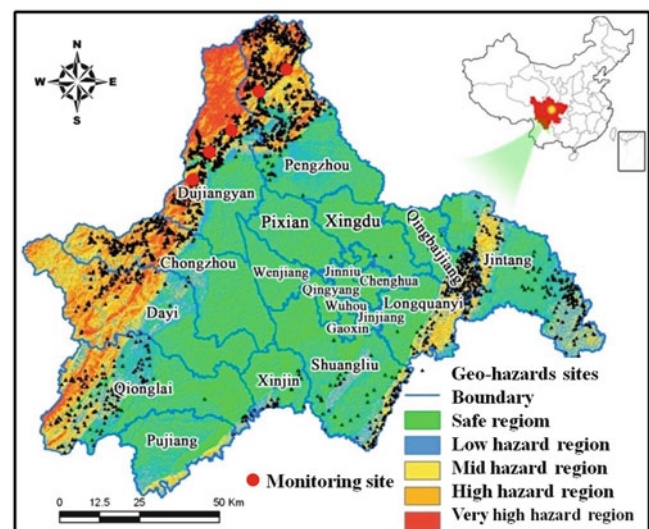 N
W E
S
Pengzhou
Dujiangyan
Pixian
Xingdu
Qingbaijiang
Jintang
Chongzhou
Wenjiang
Jinniu
Chenghua
Qingyang
Longquanyi
Wuhou
Jinjiang
Gaoxin
Dayi
Shuangliu
Qionglai
Xinjin
Pujiang
Geo-hazards sites
Boundary
Safe regiom
Low hazard region
Mid hazard region
High hazard region
Very high hazard region
Monitoring site
0 12.5 25 50 Km